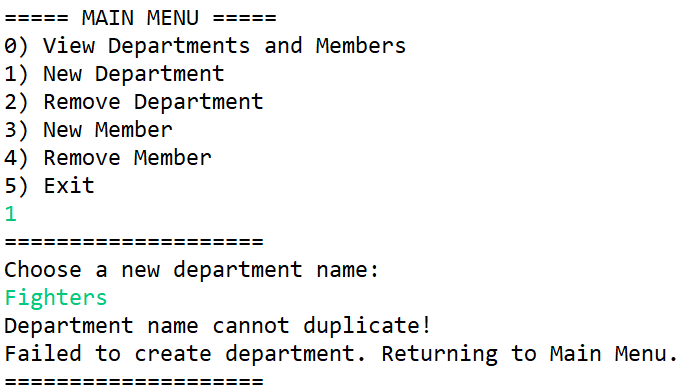 ===== MAIN MENU =====
0) View Departments and Members
1) New Department
2) Remove Department
3) New Member
4) Remove Member
5) Exit
1
====================
Choose a new department name:
Fighters
Department name cannot duplicate!
Failed to create department. Returning to Main Menu.
====================